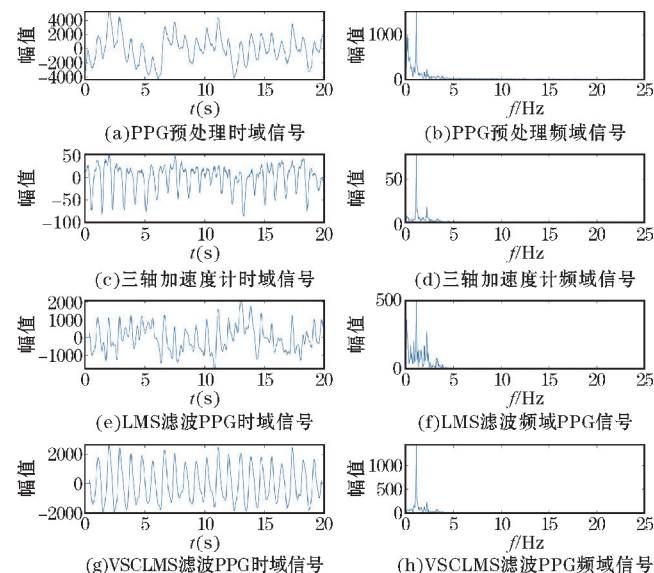 4000
2000
0
-2000
-4000
幅值
0 5 10 15 20
t(s)
(a)PPG预处理时域信号
1000
0
幅值
0 5 10 15 20 25
f/Hz
(b)PPG预处理频域信号
50
0
-50
-100
幅值
0 5 10 15 20
t(s)
(c)三轴加速度计时域信号
50
0
幅值
0 5 10 15 20 25
f/Hz
(d)三轴加速度计频域信号
2000
1000
0
-1000
幅值
0 5 10 15 20
t(s)
(e)LMS滤波PPG时域信号
500
0
幅值
0 5 10 15 20 25
f/Hz
(f)LMS滤波频域PPG信号
2000
0
-2000
幅值
0 5 10 15 20
t(s)
(g)VSCLMS滤波PPG时域信号
1000
500
0
幅值
0 5 10 15 20 25
f/Hz
(h)VSCLMS滤波PPG频域信号